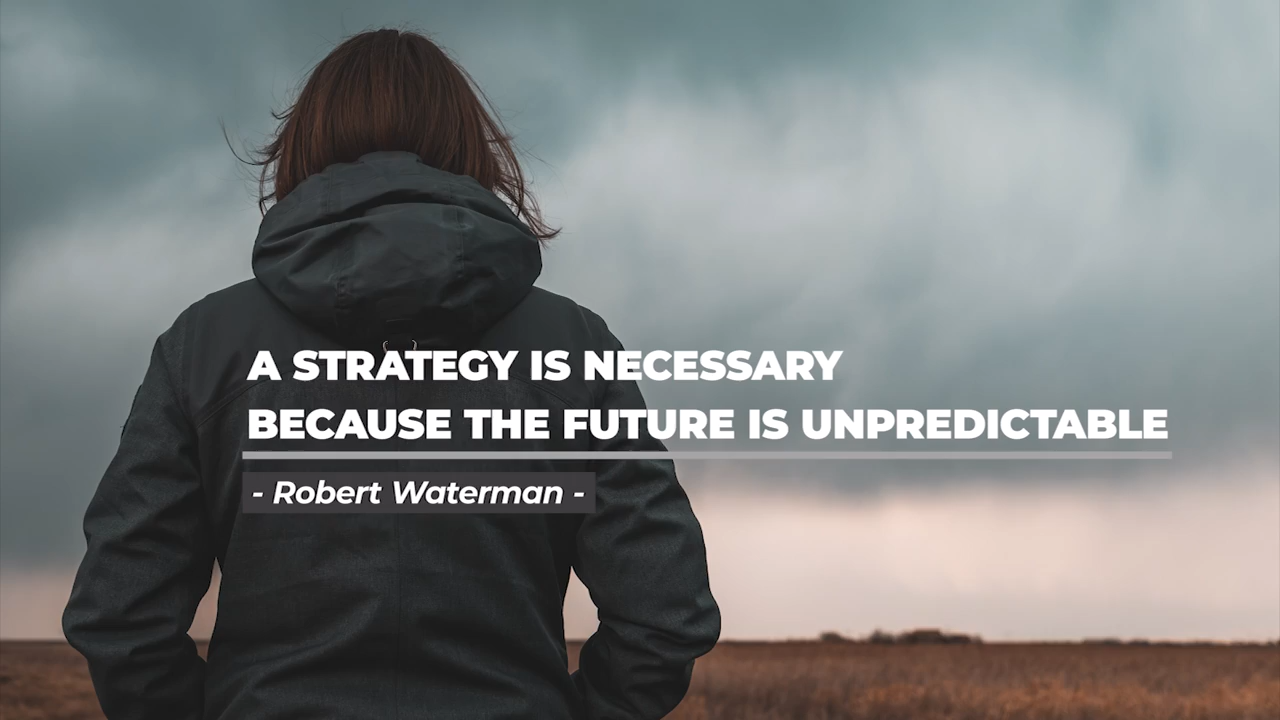 A STRATEGY IS NECESSARY
BECAUSE THE FUTURE IS UNPREDICTABLE
- Robert Waterman -